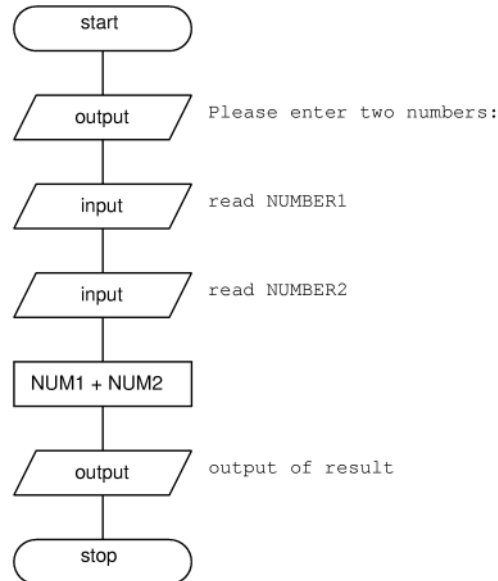 start
output Please enter two numbers:
input read NUMBER1
input read NUMBER2
NUM1 + NUM2
output output of result
stop